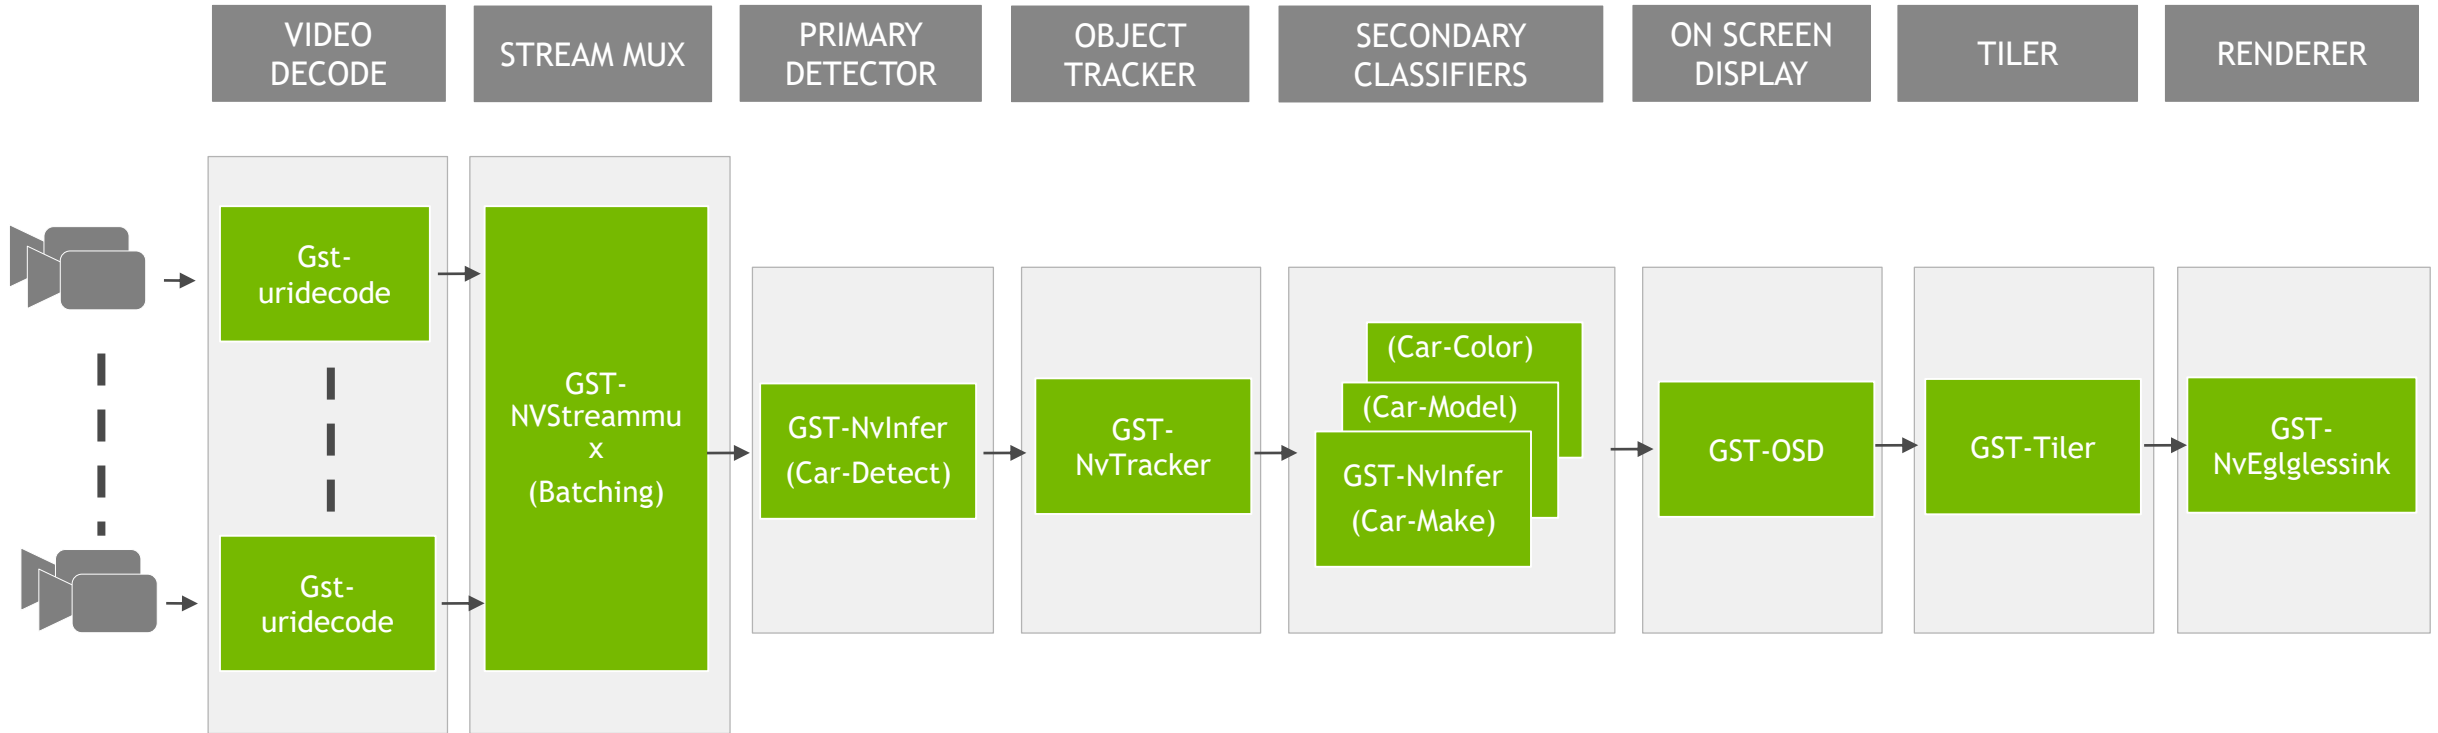 VIDEO
DECODE
STREAM MUX
PRIMARY
DETECTOR
OBJECT
TRACKER
SECONDARY
CLASSIFIERS
ON SCREEN
DISPLAY
TILER
RENDERER
Gst-
uridecode
Gst-
uridecode
GST-
NVStreammu
x
(Batching)
GST-NvInfer
(Car-Detect)
GST-
NvTracker
(Car-Color)
(Car-Model)
GST-NvInfer
(Car-Make)
GST-OSD
GST-Tiler
GST-
NvEglglessink